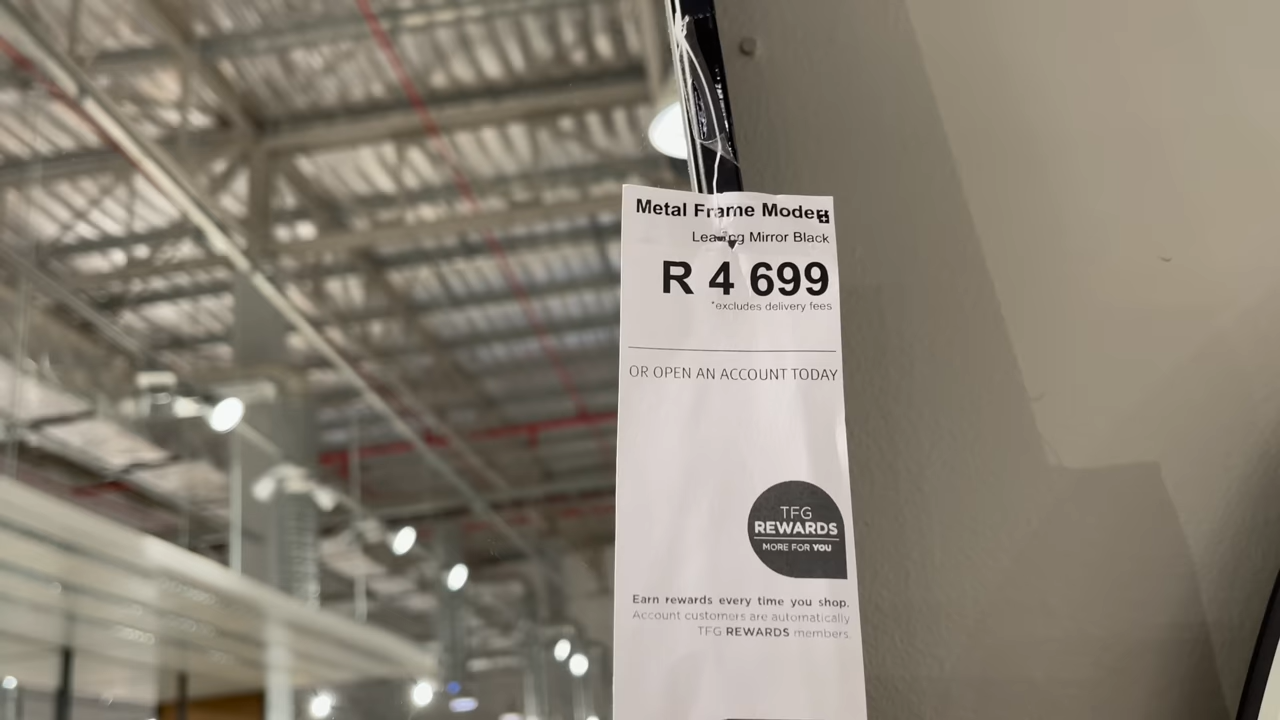 Metal Frame Modern
Leaning Mirror Black
R 4 699
*excludes delivery fees
OR OPEN AN ACCOUNT TODAY
TFG
REWARDS
MORE FOR YOU
Earn rewards every time you shop.
Account customers are automatically
TFG REWARDS members.